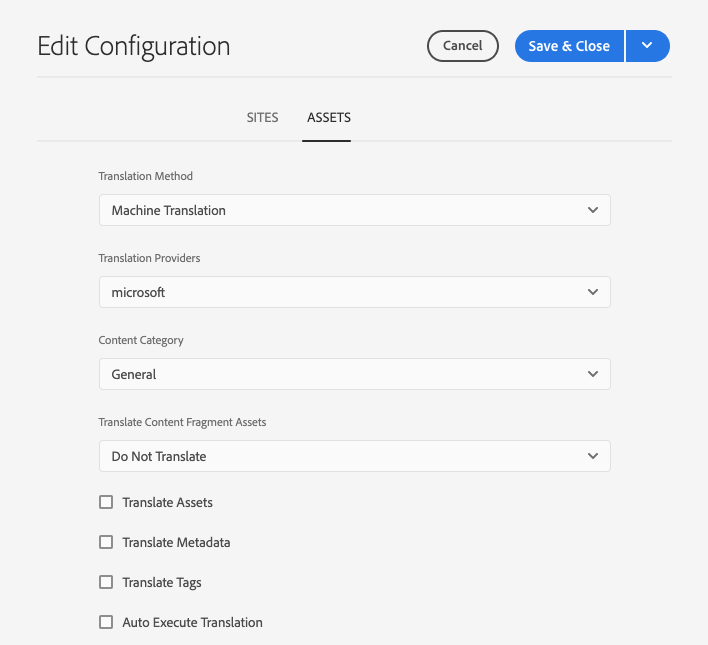 Edit Configuration
Cancel
Save & Close
SITES
ASSETS
Translation Method
Machine Translation
Translation Providers
microsoft
Content Category
General
Translate Content Fragment Assets
Do Not Translate
Translate Assets
Translate Metadata
Translate Tags
Auto Execute Translation